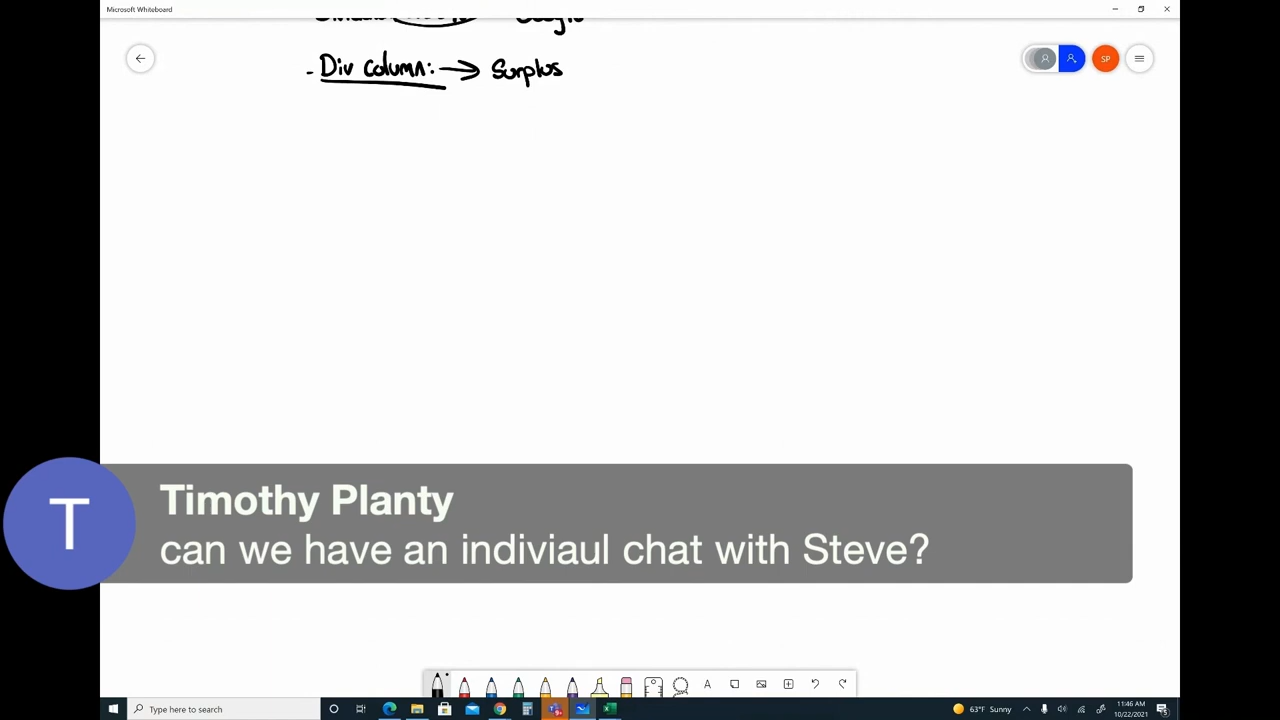 Microsoft Whiteboard
- Div column: → Surplus
SP
T
Timothy Planty
can we have an indiviaul chat with Steve?
A
Type here to search
63°F Sunny
11:46 AM
10/22/2021
5